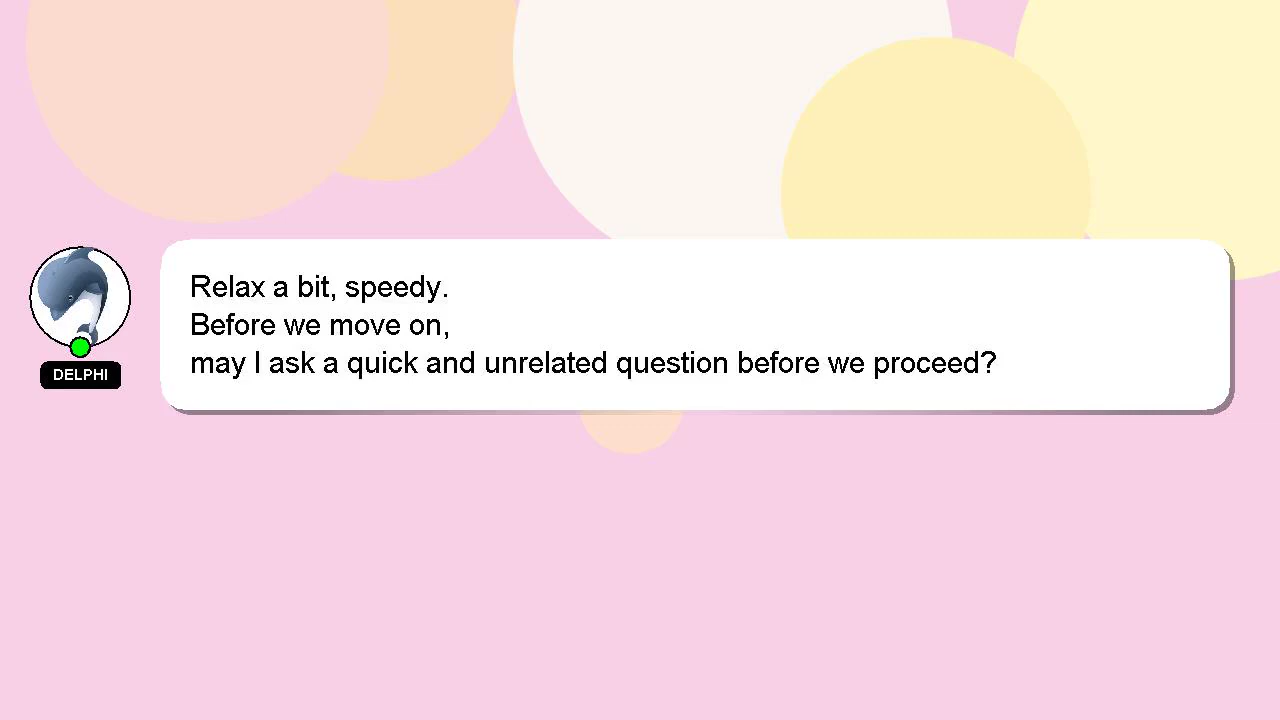 Relax a bit, speedy.
Before we move on,
may I ask a quick and unrelated question before we proceed?
DELPHI